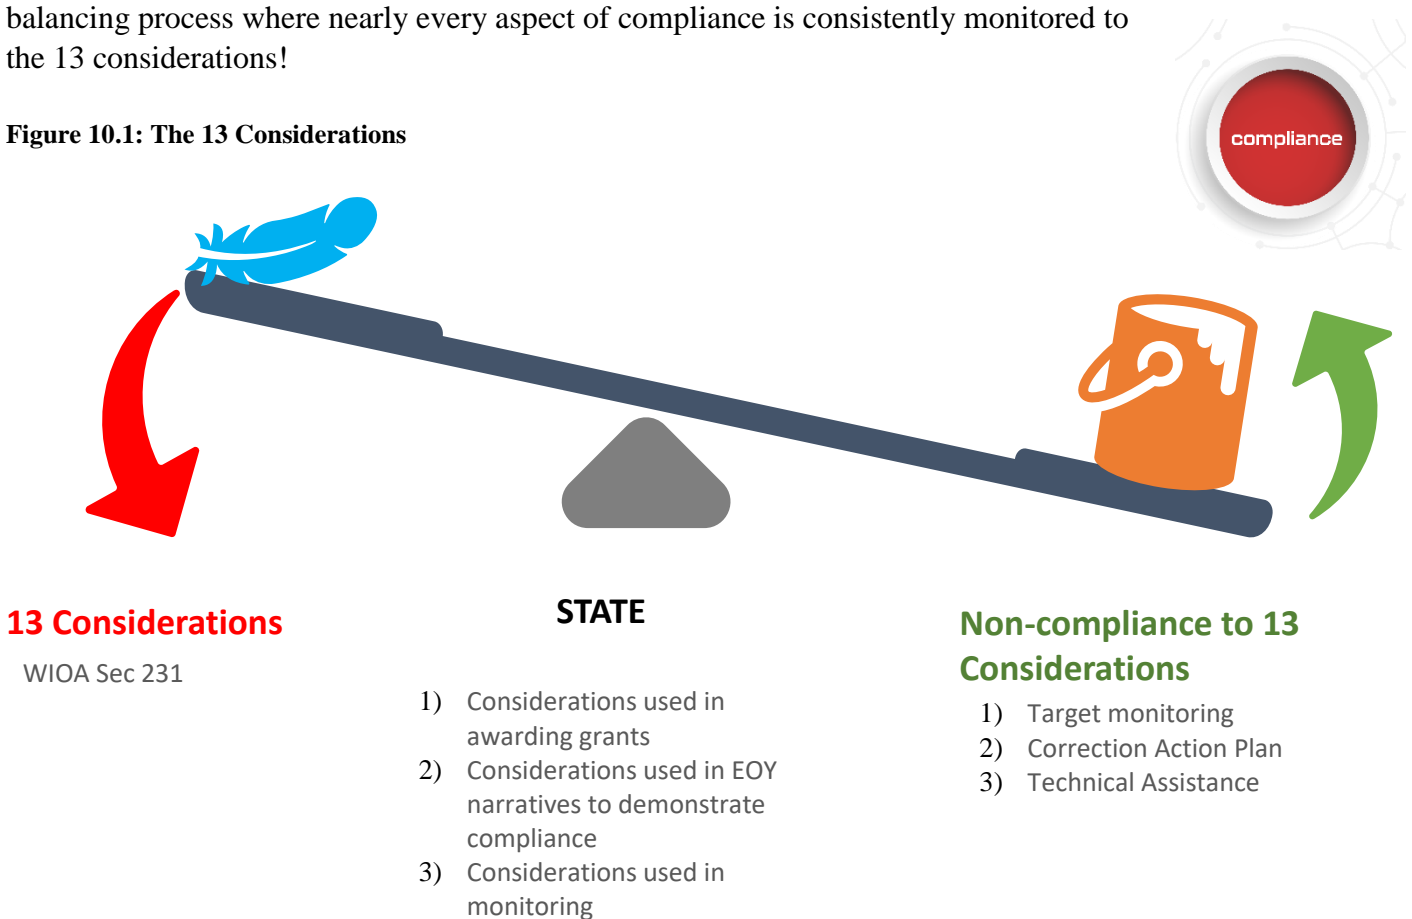 balancing process where nearly every aspect of compliance is consistently monitored to
the 13 considerations!
compliance
Figure 10.1: The 13 Considerations
13 Considerations
WIOA Sec 231
STATE
1) Considerations used in
awarding grants
2) Considerations used in EOY
narratives to demonstrate
compliance
3) Considerations used in
monitoring
Non-compliance to 13
Considerations
1) Target monitoring
2) Correction Action Plan
3) Technical Assistance